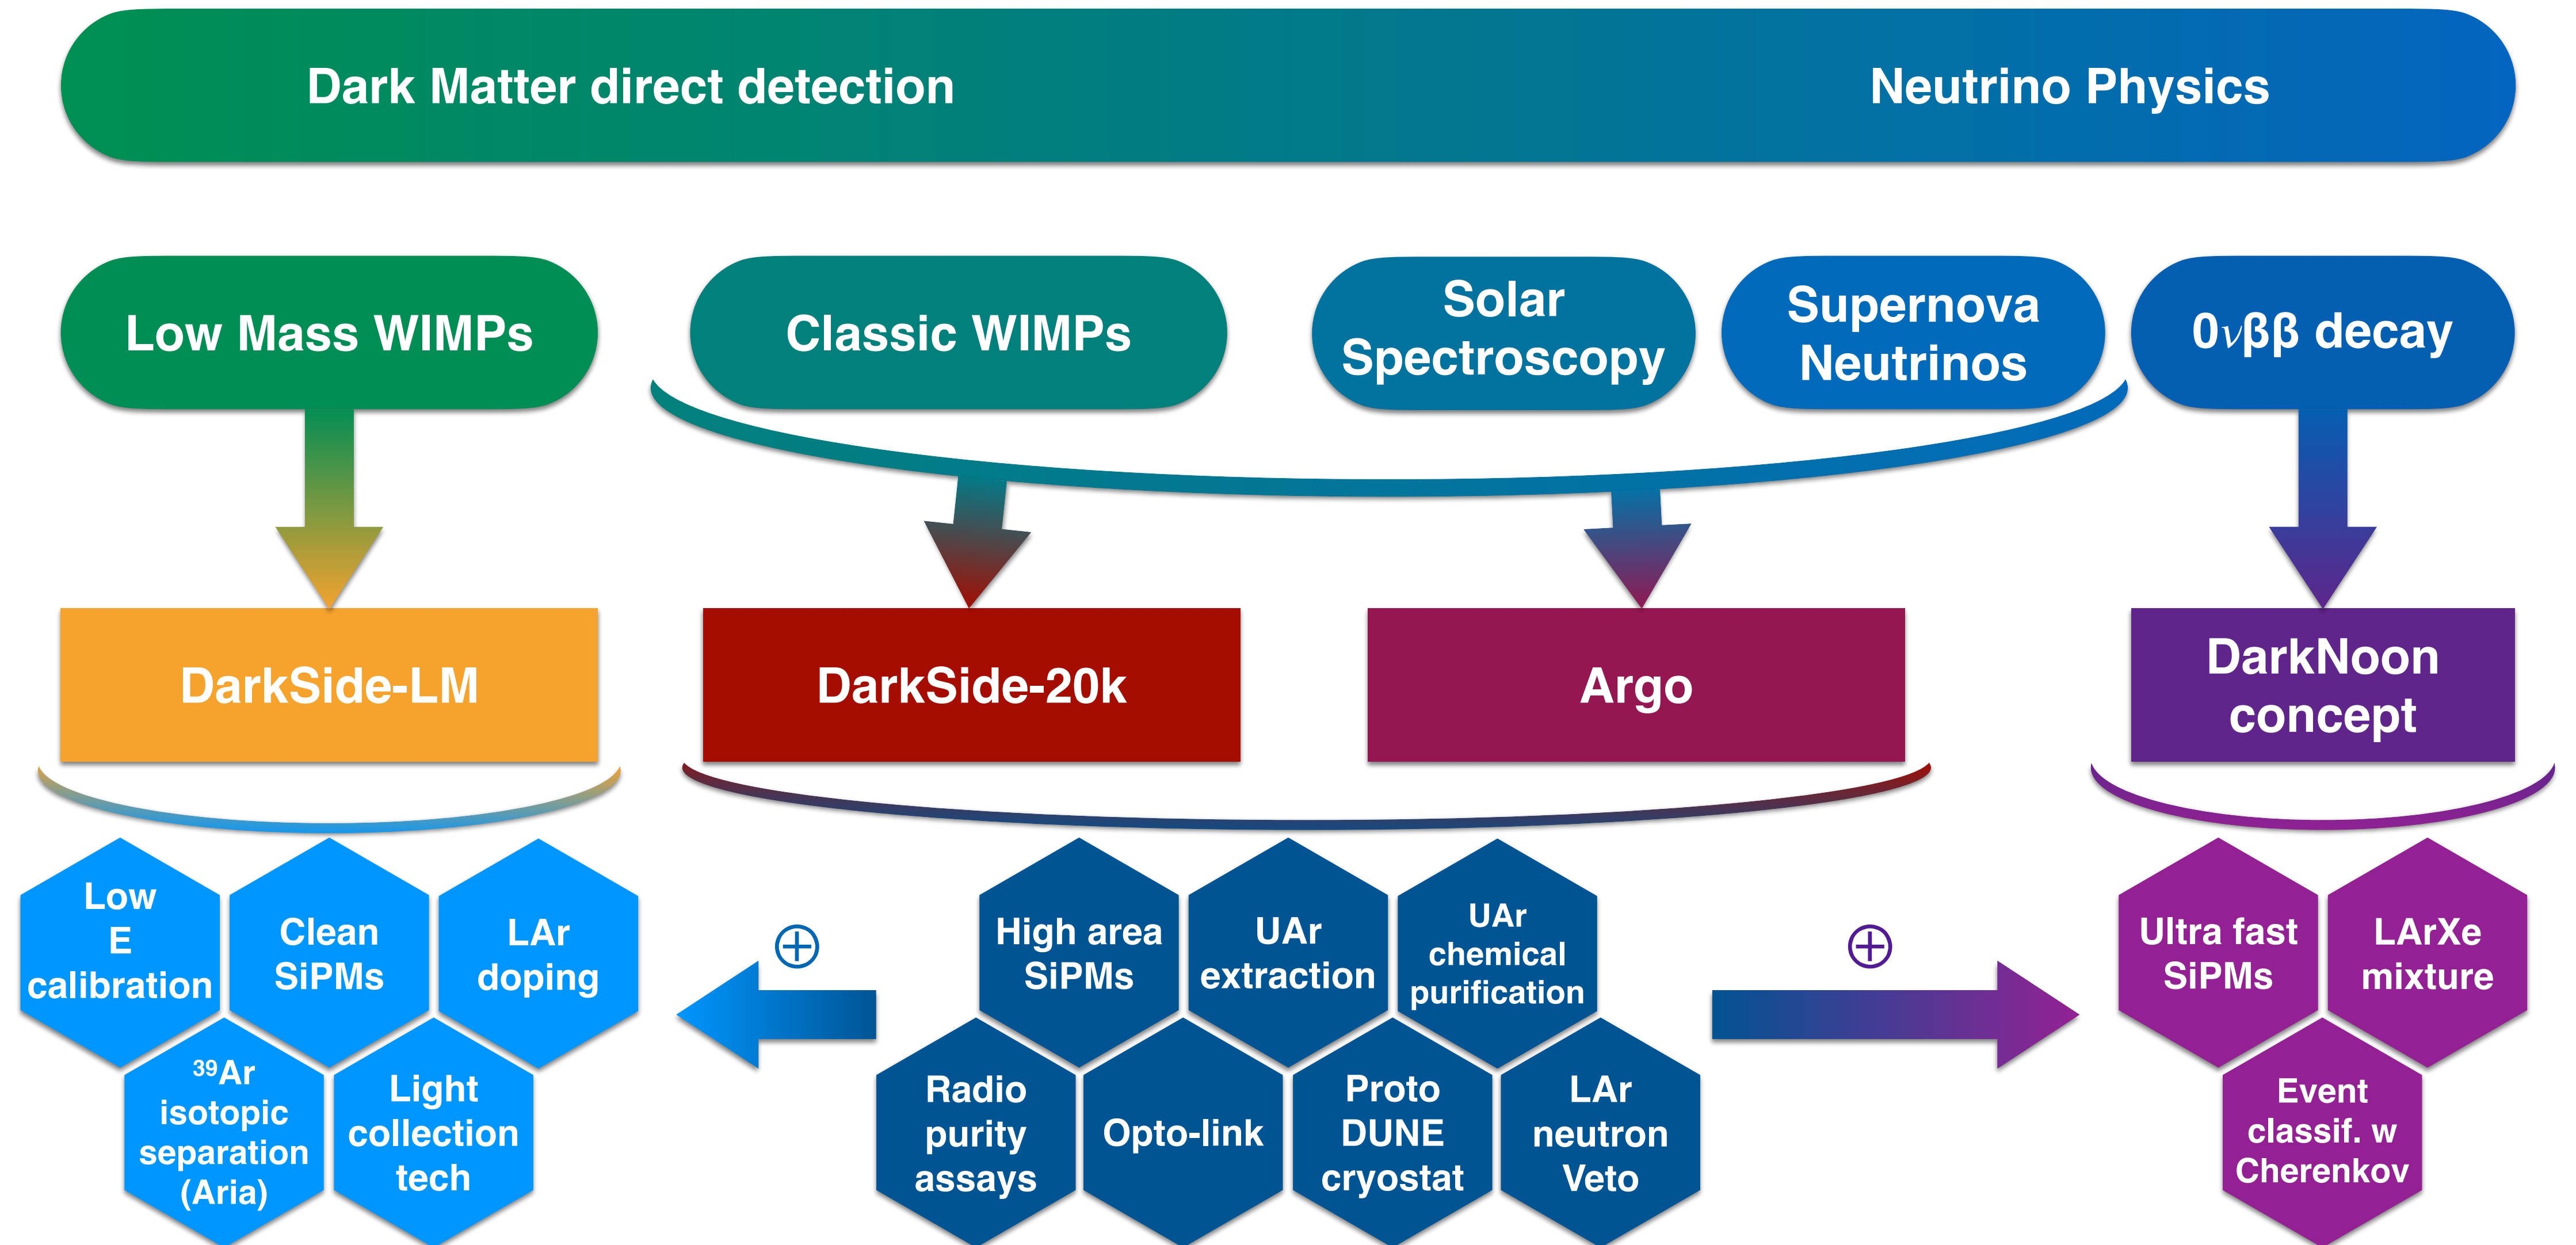 Dark Matter direct detection
Neutrino Physics
Low Mass WIMPs
Classic WIMPs
Solar
Spectroscopy
Supernova
Neutrinos
0νββ decay
DarkSide-LM
DarkSide-20k
Argo
DarkNoon
concept
Low
E
calibration
Clean
SiPMs
LAr
doping
³⁹Ar
isotopic
separation
(Aria)
Light
collection
tech
⊕
High area
SiPMs
UAr
extraction
UAr
chemical
purification
Radio
purity
assays
Opto-link
Proto
DUNE
cryostat
LAr
neutron
Veto
⊕
Ultra fast
SiPMs
LArXe
mixture
Event
classif. w
Cherenkov